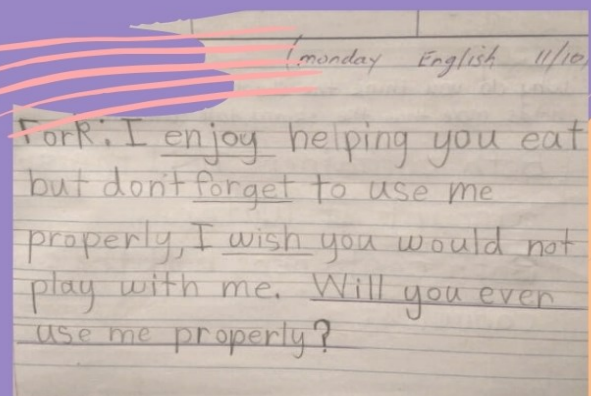 monday English 11/10
Fork: I enjoy helping you eat
but don't forget to use me
properly, I wish you would not
play with me. Will you ever
use me properly?